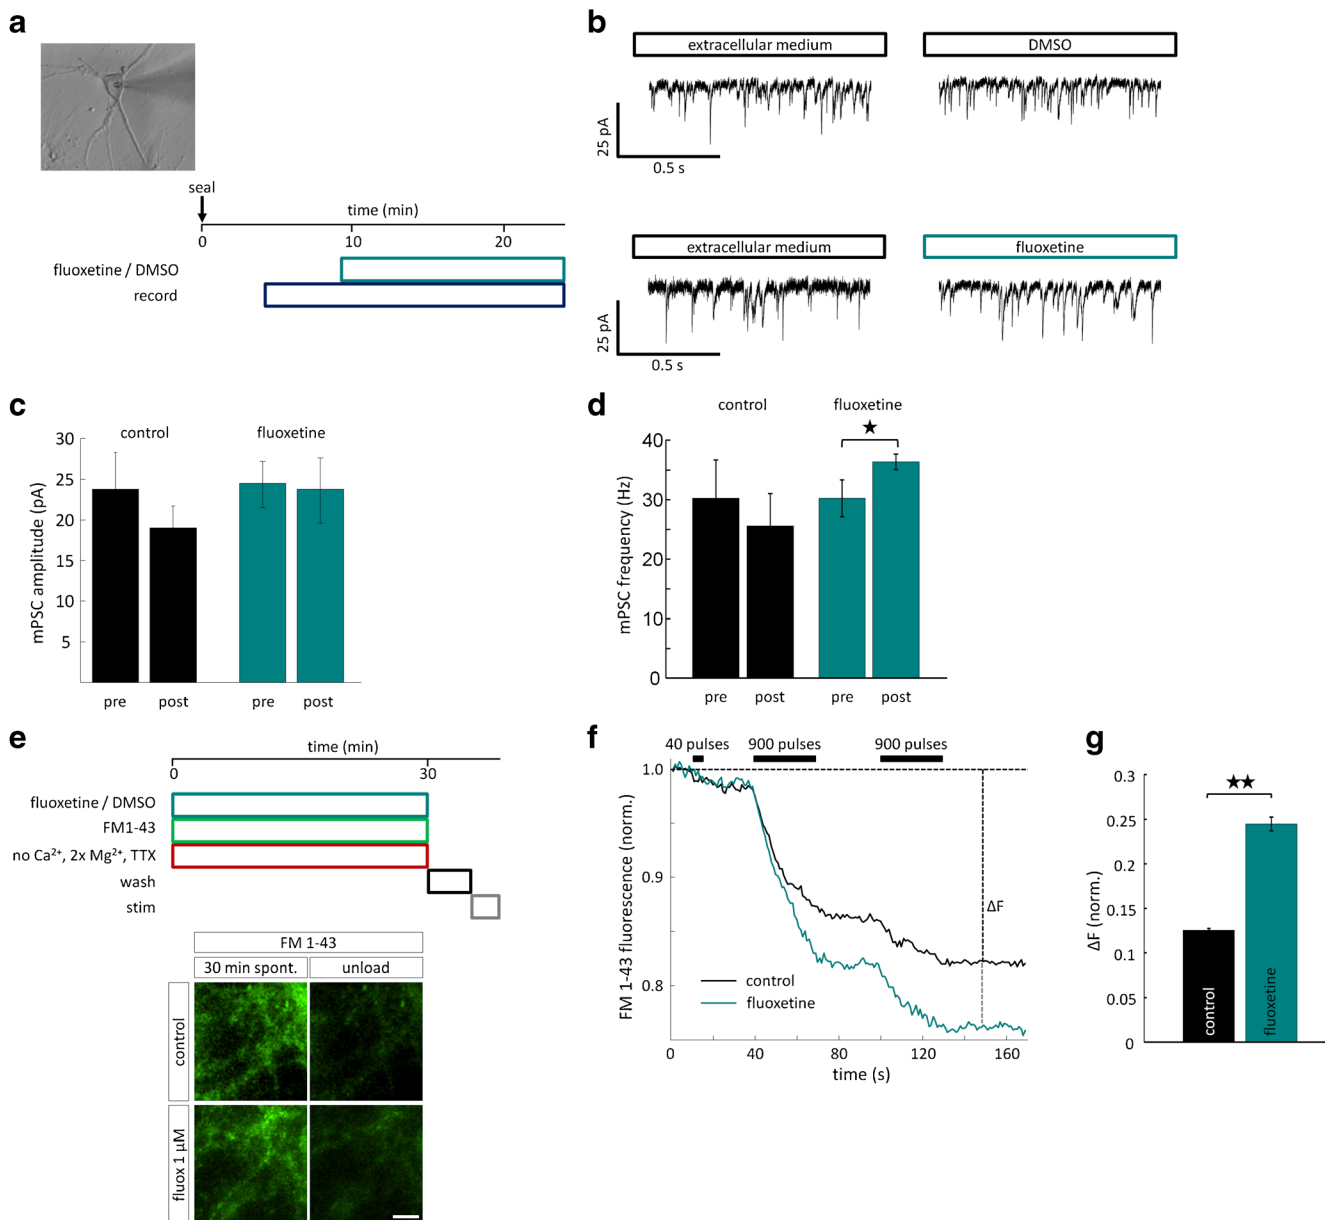 a
seal
time (min)
0 10 20
fluoxetine / DMSO
record
b
extracellular medium DMSO
25 pA
0.5 s
extracellular medium fluoxetine
25 pA
0.5 s
c
control fluoxetine
mPSC amplitude (pA)
30
25
20
15
10
5
pre post pre post
d
control fluoxetine
★
mPSC frequency (Hz)
40
30
20
10
0
pre post pre post
e
time (min)
0 30
fluoxetine / DMSO
FM1-43
no Ca²⁺, 2x Mg²⁺, TTX
wash
stim
FM 1-43
30 min spont. unload
control
fluox 1 µM
f
40 pulses 900 pulses 900 pulses
FM 1-43 fluorescence (norm.)
1.0
0.9
0.8
ΔF
control
fluoxetine
0 40 80 120 160
time (s)
g
★★
ΔF (norm.)
0.3
0.25
0.2
0.15
0.1
0.05
0
control
fluoxetine